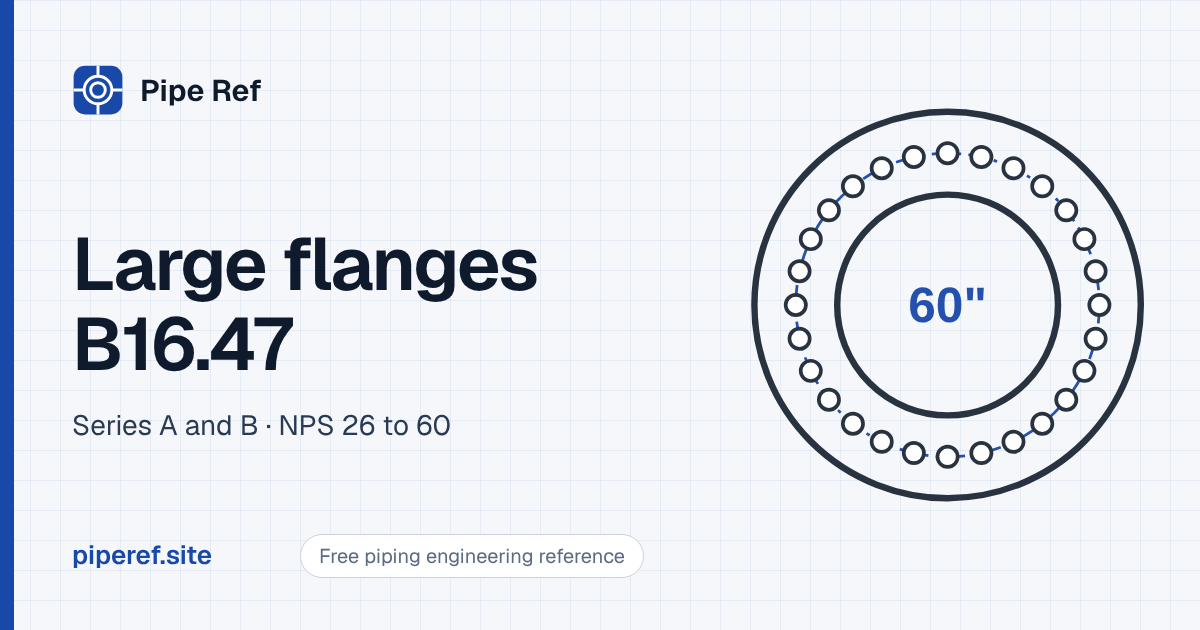 Pipe Ref
Large flanges
B16.47
Series A and B · NPS 26 to 60
60"
piperef.site
Free piping engineering reference